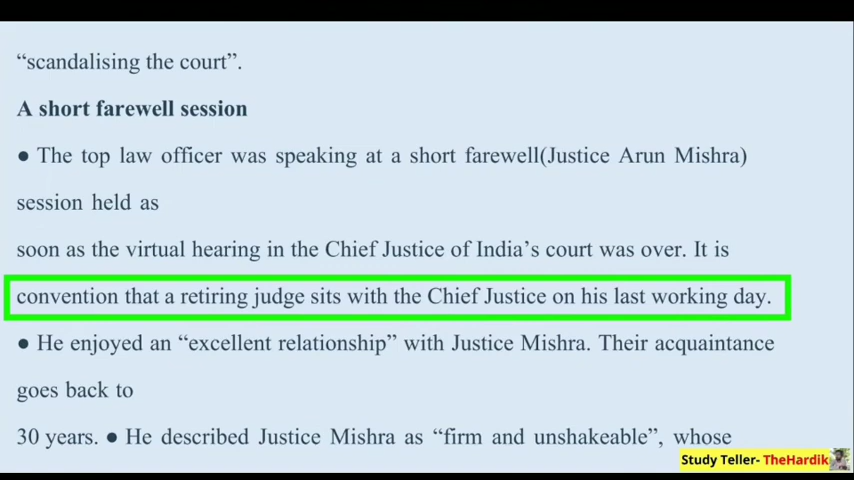 “scandalising the court”.
A short farewell session
● The top law officer was speaking at a short farewell(Justice Arun Mishra)
session held as
soon as the virtual hearing in the Chief Justice of India’s court was over. It is
convention that a retiring judge sits with the Chief Justice on his last working day.
● He enjoyed an “excellent relationship” with Justice Mishra. Their acquaintance
goes back to
30 years. ● He described Justice Mishra as “firm and unshakeable”, whose
Study Teller- TheHardik